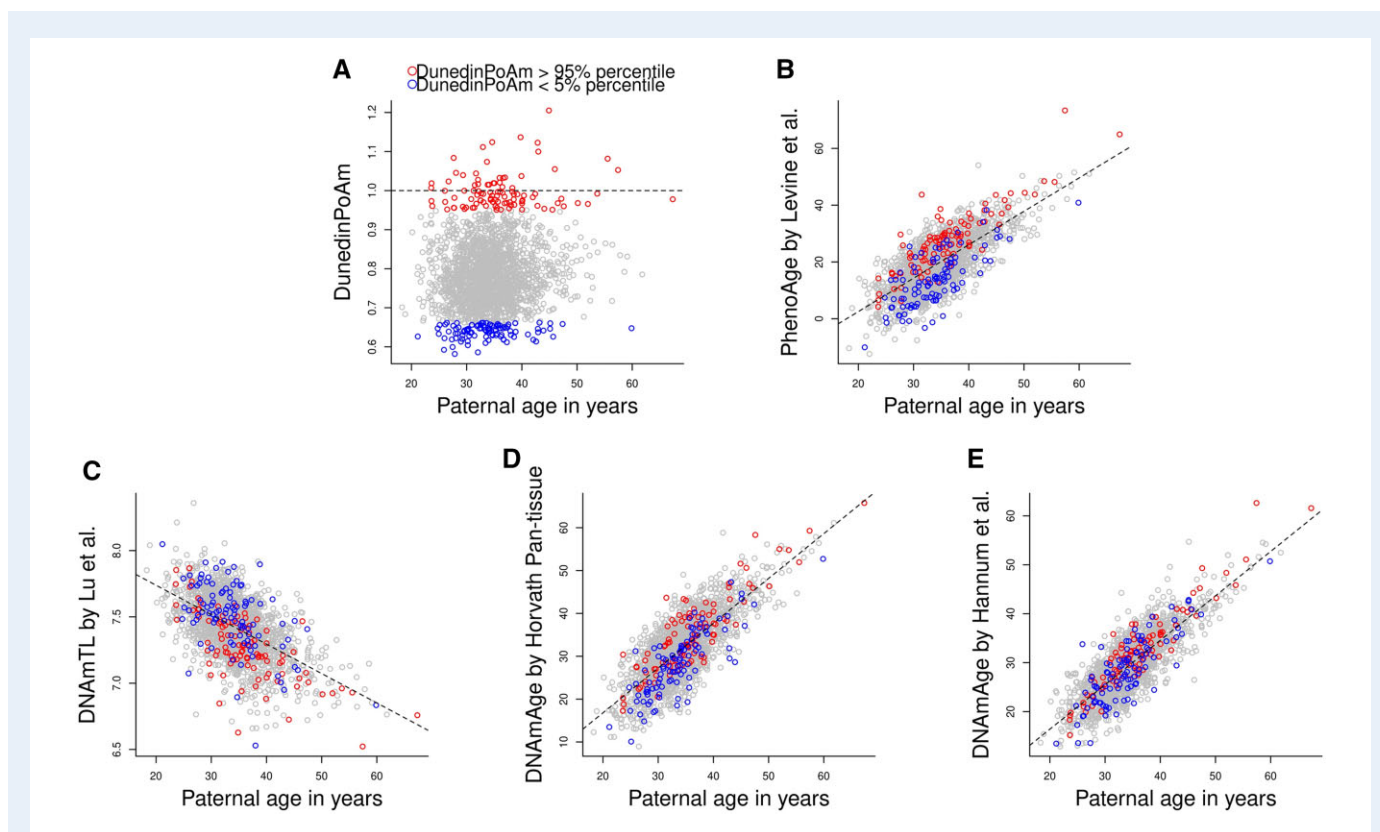 A
DunedinPoAm > 95% percentile
DunedinPoAm < 5% percentile
DunedinPoAm
1.2
1.1
1.0
0.9
0.8
0.7
0.6
20 30 40 50 60
Paternal age in years
B
PhenoAge by Levine et al.
60
40
20
0
20 30 40 50 60
Paternal age in years
C
DNAmTL by Lu et al.
8.0
7.5
7.0
6.5
20 30 40 50 60
Paternal age in years
D
DNAmAge by Horvath Pan-tissue
60
50
40
30
20
10
20 30 40 50 60
Paternal age in years
E
DNAmAge by Hannum et al.
60
50
40
30
20
20 30 40 50 60
Paternal age in years